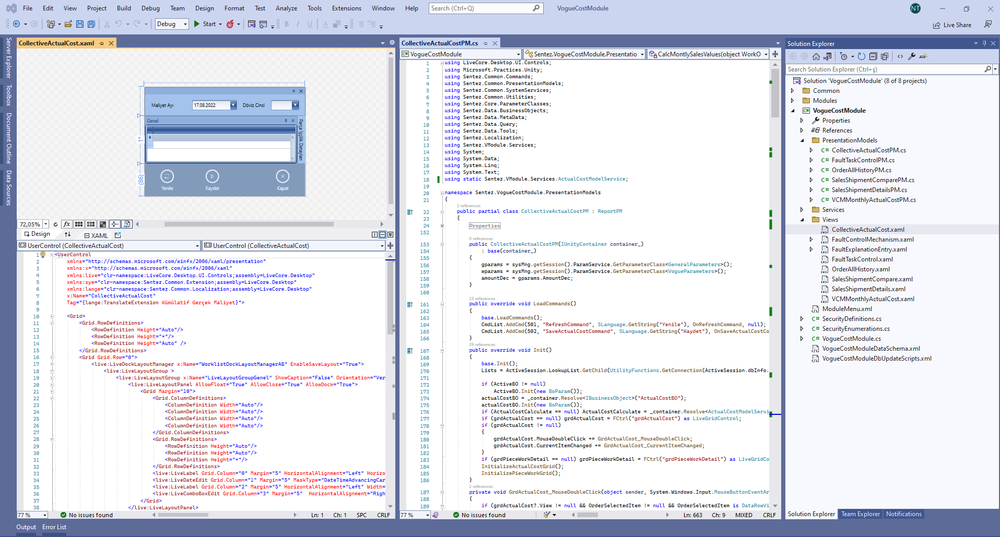 File Edit View Project Build Debug Team Design Format Test Analyze Tools Extensions Window Help Search (Ctrl+Q) VogueCostModule NT
Debug Start Live Share
Server Explorer
Toolbox
Document Outline
Data Sources
CollectiveActualCost.xaml
Maliyet Ayı 17.08.2022 Döviz Cinsi
Genel
Parça İşçilik Detayları
1*
(86)
Yenile Kaydet Kapat
72,05%
Design XAML
UserControl (CollectiveActualCost) UserControl (CollectiveActualCost)
1 <UserControl
2 xmlns="http://schemas.microsoft.com/winfx/2006/xaml/presentation"
3 xmlns:x="http://schemas.microsoft.com/winfx/2006/xaml"
4 xmlns:live="clr-namespace:LiveCore.Desktop.UI.Controls;assembly=LiveCore.Desktop"
5 xmlns:sye="clr-namespace:Sentez.Common.Extension;assembly=LiveCore.Desktop"
6 xmlns:lange="clr-namespace:Sentez.Common.Localization;assembly=LiveCore.Desktop"
7 x:Name="CollectiveActualCost"
8 Tag="{lange:TranslateExtension Kümülatif Gerçek Maliyet}">
9
10 <Grid>
11 <Grid.RowDefinitions>
12 <RowDefinition Height="Auto"/>
13 <RowDefinition Height="*"/>
14 <RowDefinition Height="Auto" />
15 </Grid.RowDefinitions>
16 <Grid Grid.Row="0">
17 <live:LiveDockLayoutManager x:Name="WorklistDockLayoutManagerAB" EnableSaveLayout="True">
18 <live:LiveLayoutGroup >
19 <live:LiveLayoutGroup x:Name="LiveLayoutGroupGenel" ShowCaption="False" Orientation="Ver
20 <live:LiveLayoutPanel AllowFloat="True" AllowClose="True" AllowDock="True">
21 <Grid Margin="10">
22 <Grid.ColumnDefinitions>
23 <ColumnDefinition Width="Auto"/>
24 <ColumnDefinition Width="Auto"/>
25 <ColumnDefinition Width="Auto"/>
26 <ColumnDefinition Width="Auto"/>
27 </Grid.ColumnDefinitions>
28 <Grid.RowDefinitions>
29 <RowDefinition Height="Auto"/>
30 <RowDefinition Height="Auto"/>
31 <RowDefinition Height="*"/>
32 </Grid.RowDefinitions>
33 <live:LiveLabel Grid.Column="0" Margin="5" HorizontalAlignment="Left" Horizo
34 <live:LiveDateEdit Grid.Column="1" Margin="5" MaskType="DateTimeAdvancingCar
35 <live:LiveLabel Grid.Column="2" Margin="5" HorizontalAlignment="Left" Width=
36 <live:LiveComboBoxEdit Grid.Column="3" Margin="5"  HorizontalAlignment="Righ
37 </Grid>
38 </live:LiveLayoutPanel>
77 % No issues found Ln: 1 Ch: 1 SPC CRLF
CollectiveActualCostPM.cs
VogueCostModule Sentez.VogueCostModule.Presentatio CalcMontlySalesValues(object WorkO
1 using LiveCore.Desktop.UI.Controls;
2 using Microsoft.Practices.Unity;
3 using Sentez.Common.Commands;
4 using Sentez.Common.PresentationModels;
5 using Sentez.Common.SystemServices;
6 using Sentez.Common.Utilities;
7 using Sentez.Core.ParameterClasses;
8 using Sentez.Data.BusinessObjects;
9 using Sentez.Data.MetaData;
10 using Sentez.Data.Query;
11 using Sentez.Data.Tools;
12 using Sentez.Localization;
13 using Sentez.VModule.Services;
14 using System;
15 using System.Data;
16 using System.Linq;
17 using System.Text;
18 using static Sentez.VModule.Services.ActualCostModelService;
19
20 namespace Sentez.VogueCostModule.PresentationModels
21 {
2 references
22 public partial class CollectiveActualCostPM : ReportPM
23 {
24 Properties
152
0 references
153 public CollectiveActualCostPM(IUnityContainer container_)
154 : base(container_)
155 {
156 gparams = sysMng.getSession().ParamService.GetParameterClass<GeneralParameters>();
157 wparams = sysMng.getSession().ParamService.GetParameterClass<VogueParameters>();
158 amountDec = gparams.AmountDec;
159 }
160
23 references
161 public override void LoadCommands()
162 {
163 base.LoadCommands();
164 CmdList.AddCmd(501, "RefreshCommand", SLanguage.GetString("Yenile"), OnRefreshCommand, null);
165 CmdList.AddCmd(502, "SaveActualCostCommand", SLanguage.GetString("Kaydet"), OnSaveActualCostCo
166 }
29 references
167 public override void Init()
168 {
169 base.Init();
170 Lists = ActiveSession.LookupList.GetChild(UtilityFunctions.GetConnection(ActiveSession.dbInfo.
171
172 if (ActiveBO != null)
173 ActiveBO.Init(new BoParam());
174 actualCostBO = _container.Resolve<IBusinessObject>("ActualCostBO");
175 actualCostBO.Init(new BoParam());
176 if (ActualCostCalculate == null) ActualCostCalculate = _container.Resolve<ActualCostModelServi
177 if (grdActualCost == null) grdActualCost = FCtrl("grdActualCost") as LiveGridControl;
178 if (grdActualCost != null)
179 {
180 grdActualCost.MouseDoubleClick += GrdActualCost_MouseDoubleClick;
181 grdActualCost.CurrentItemChanged += GrdActualCost_CurrentItemChanged;
182 }
183 if (grdPieceWorkDetail == null) grdPieceWorkDetail = FCtrl("grdPieceWorkDetail") as LiveGridCo
184 InitializeActualCostGrid();
185 InitializePieceWorkGrid();
186 }
2 references
187 private void GrdActualCost_MouseDoubleClick(object sender, System.Windows.Input.MouseButtonEventAr
188 {
189 if (grdActualCost?.View != null && OrderSelectedItem != null && OrderSelectedItem is DataRowVi
77 % No issues found Ln: 663 Ch: 9 MIXED CRLF
Solution Explorer
Search Solution Explorer (Ctrl+ş)
Solution 'VogueCostModule' (8 of 8 projects)
Common
Modules
VogueCostModule
Properties
References
PresentationModels
C# CollectiveActualCostPM.cs
C# FaultTaskControlPM.cs
C# OrderAllHistoryPM.cs
C# SalesShipmentComparePM.cs
C# SalesShipmentDetailsPM.cs
C# VCMMonthlyActualCostPM.cs
Services
Views
CollectiveActualCost.xaml
FaultControlMechanism.xaml
FaultExplanationEntry.xaml
FaultTaskControl.xaml
OrderAllHistory.xaml
SalesShipmentCompare.xaml
SalesShipmentDetails.xaml
VCMMonthlyActualCost.xaml
ModuleMenu.xml
C# SecurityDefinitions.cs
C# SecurityEnumerations.cs
C# VogueCostModule.cs
VogueCostModuleDataSchema.xml
VogueCostModuleDbUpdateScripts.xml
Solution Explorer Team Explorer Notifications
Output Error List